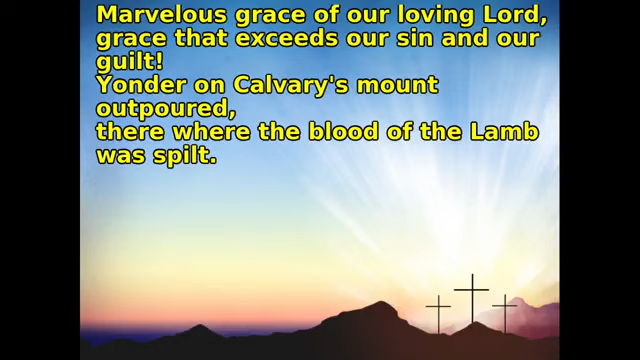 Marvelous grace of our loving Lord,
grace that exceeds our sin and our
guilt!
Yonder on Calvary's mount
outpoured,
there where the blood of the Lamb
was spilt.